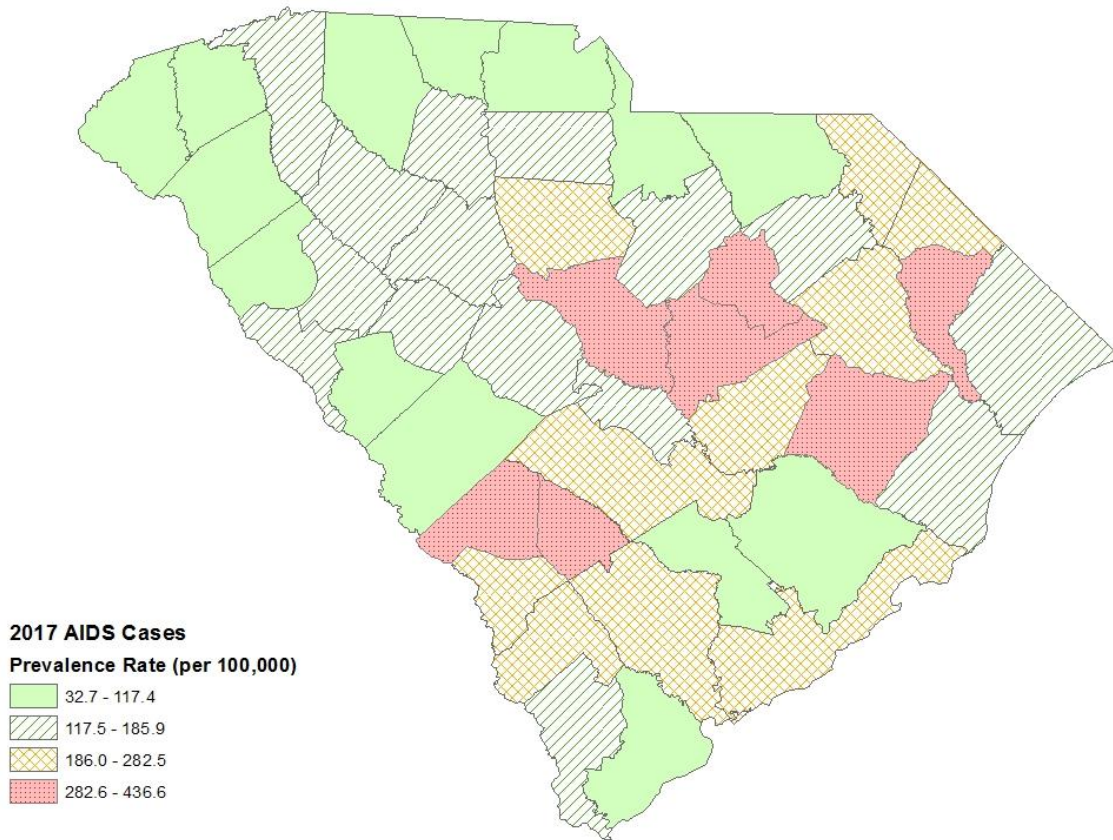 2017 AIDS Cases
Prevalence Rate (per 100,000)
32.7 - 117.4
117.5 - 185.9
186.0 - 282.5
282.6 - 436.6